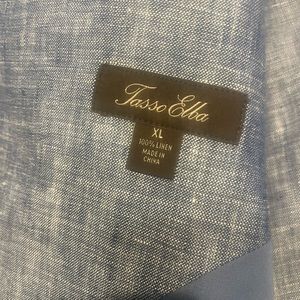 Tasso Elba
XL
100% LINEN
MADE IN
CHINA